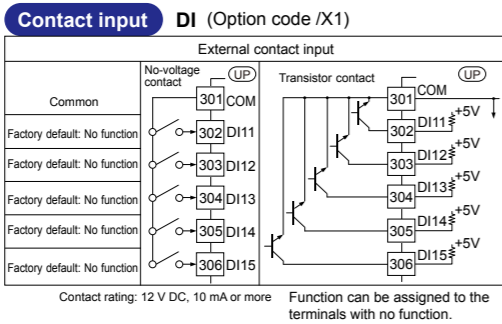 Contact input DI (Option code /X1)
External contact input
No-voltage contact
UP
Transistor contact
UP
Common
301 COM
301 COM
Factory default: No function
302 DI11
302 DI11 +5V
Factory default: No function
303 DI12
303 DI12 +5V
Factory default: No function
304 DI13
304 DI13 +5V
Factory default: No function
305 DI14
305 DI14 +5V
Factory default: No function
306 DI15
306 DI15 +5V
Contact rating: 12 V DC, 10 mA or more
Function can be assigned to the
terminals with no function.